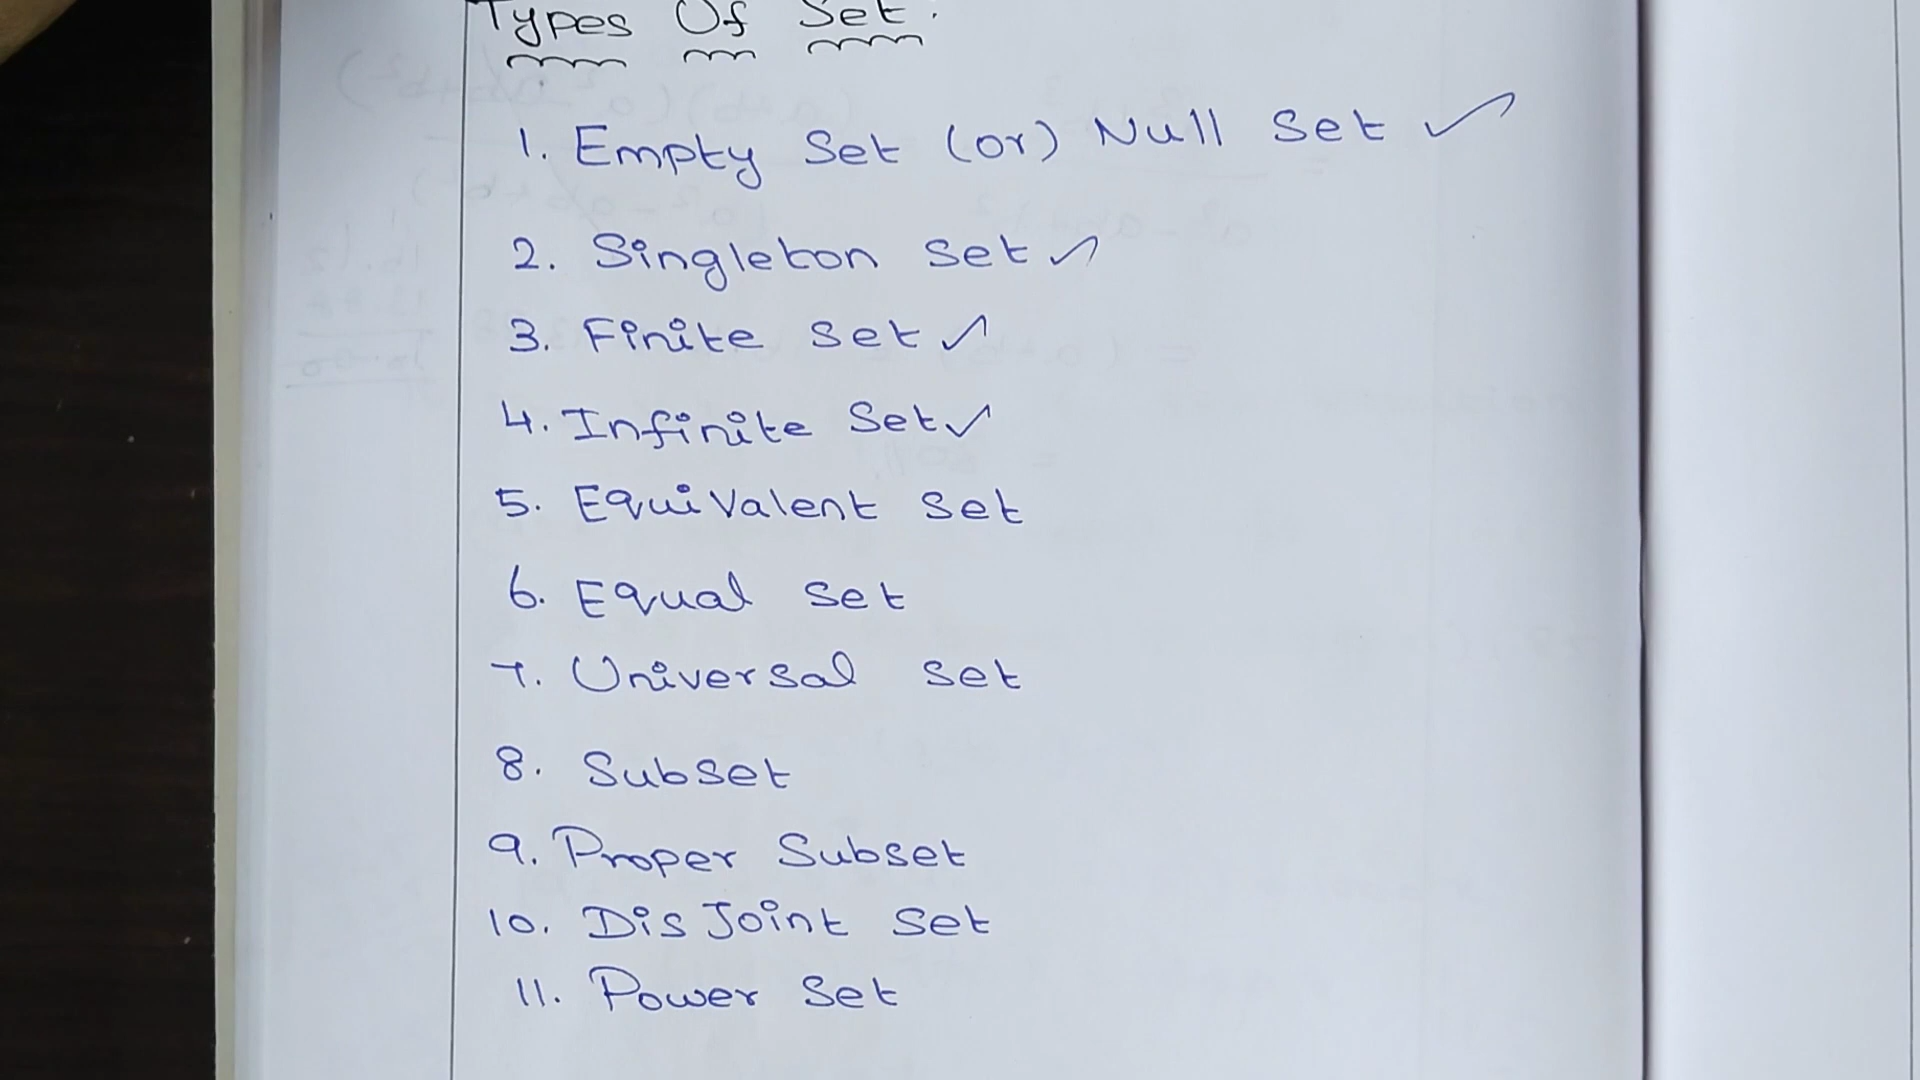 Types Of Set.
1. Empty Set (or) Null Set ✓
2. Singleton Set ✓
3. Finite Set ✓
4. Infinite Set ✓
5. Equivalent Set
6. Equal Set
7. Universal Set
8. Subset
9. Proper Subset
10. DisJoint Set
11. Power Set